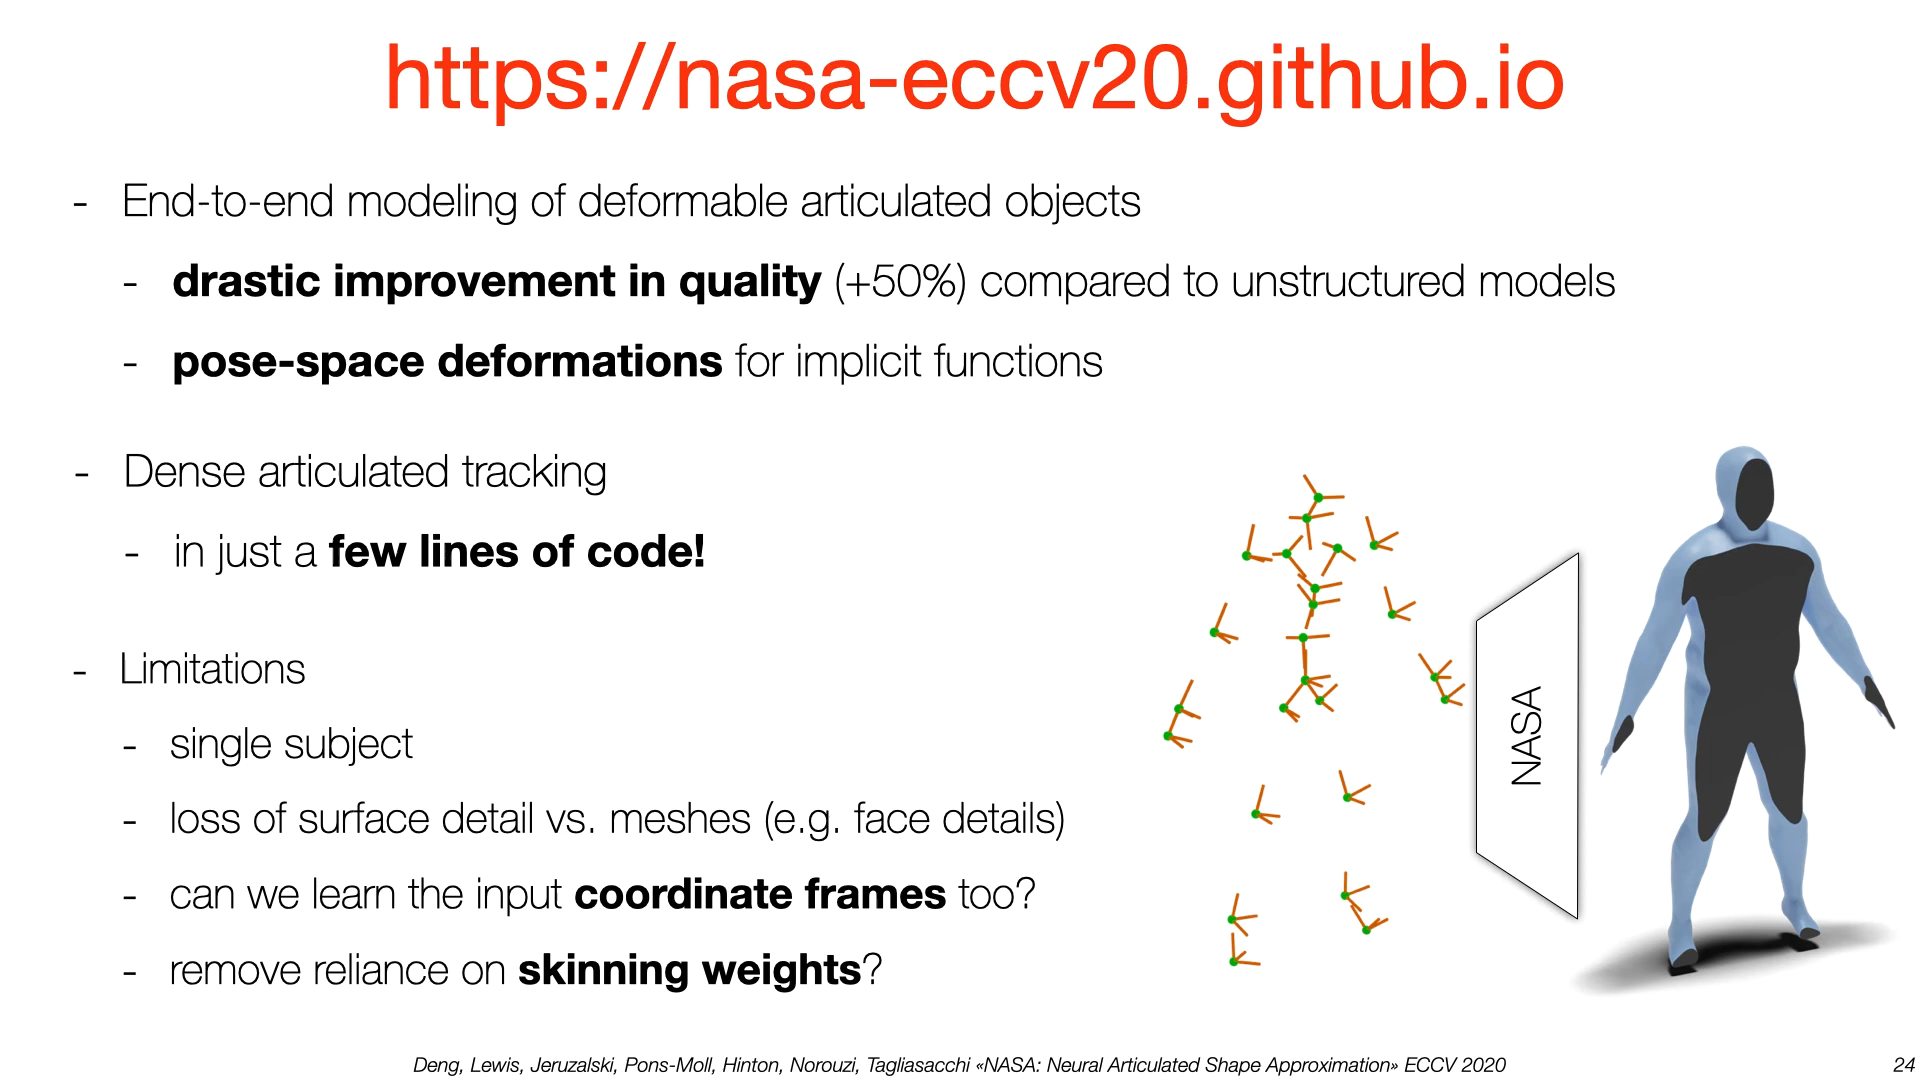 https://nasa-eccv20.github.io
- End-to-end modeling of deformable articulated objects
- drastic improvement in quality (+50%) compared to unstructured models
- pose-space deformations for implicit functions
- Dense articulated tracking
- in just a few lines of code!
- Limitations
- single subject
- loss of surface detail vs. meshes (e.g. face details)
- can we learn the input coordinate frames too?
- remove reliance on skinning weights?
NASA
Deng, Lewis, Jeruzalski, Pons-Moll, Hinton, Norouzi, Tagliasacchi «NASA: Neural Articulated Shape Approximation» ECCV 2020
24